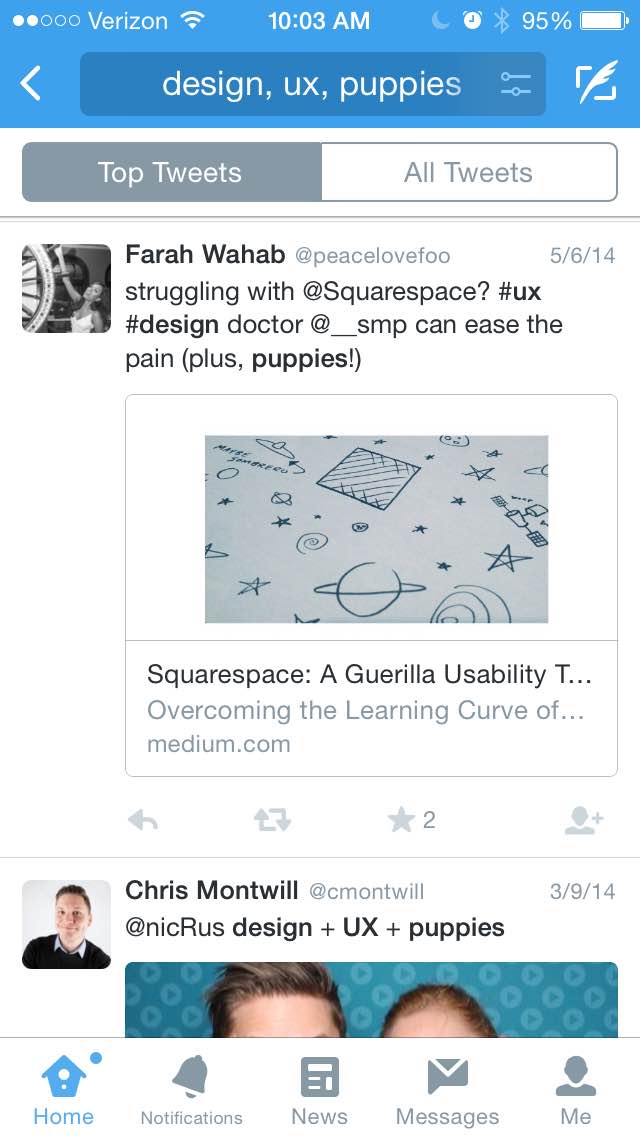 Verizon 10:03 AM 95%
design, ux, puppies
Top Tweets All Tweets
Farah Wahab @peacelovefoo 5/6/14
struggling with @Squarespace? #ux
#design doctor @__smp can ease the
pain (plus, puppies!)
MAYBE
SOMBRERO
Squarespace: A Guerilla Usability T...
Overcoming the Learning Curve of...
medium.com
2
Chris Montwill @cmontwill 3/9/14
@nicRus design + UX + puppies
Home Notifications News Messages Me